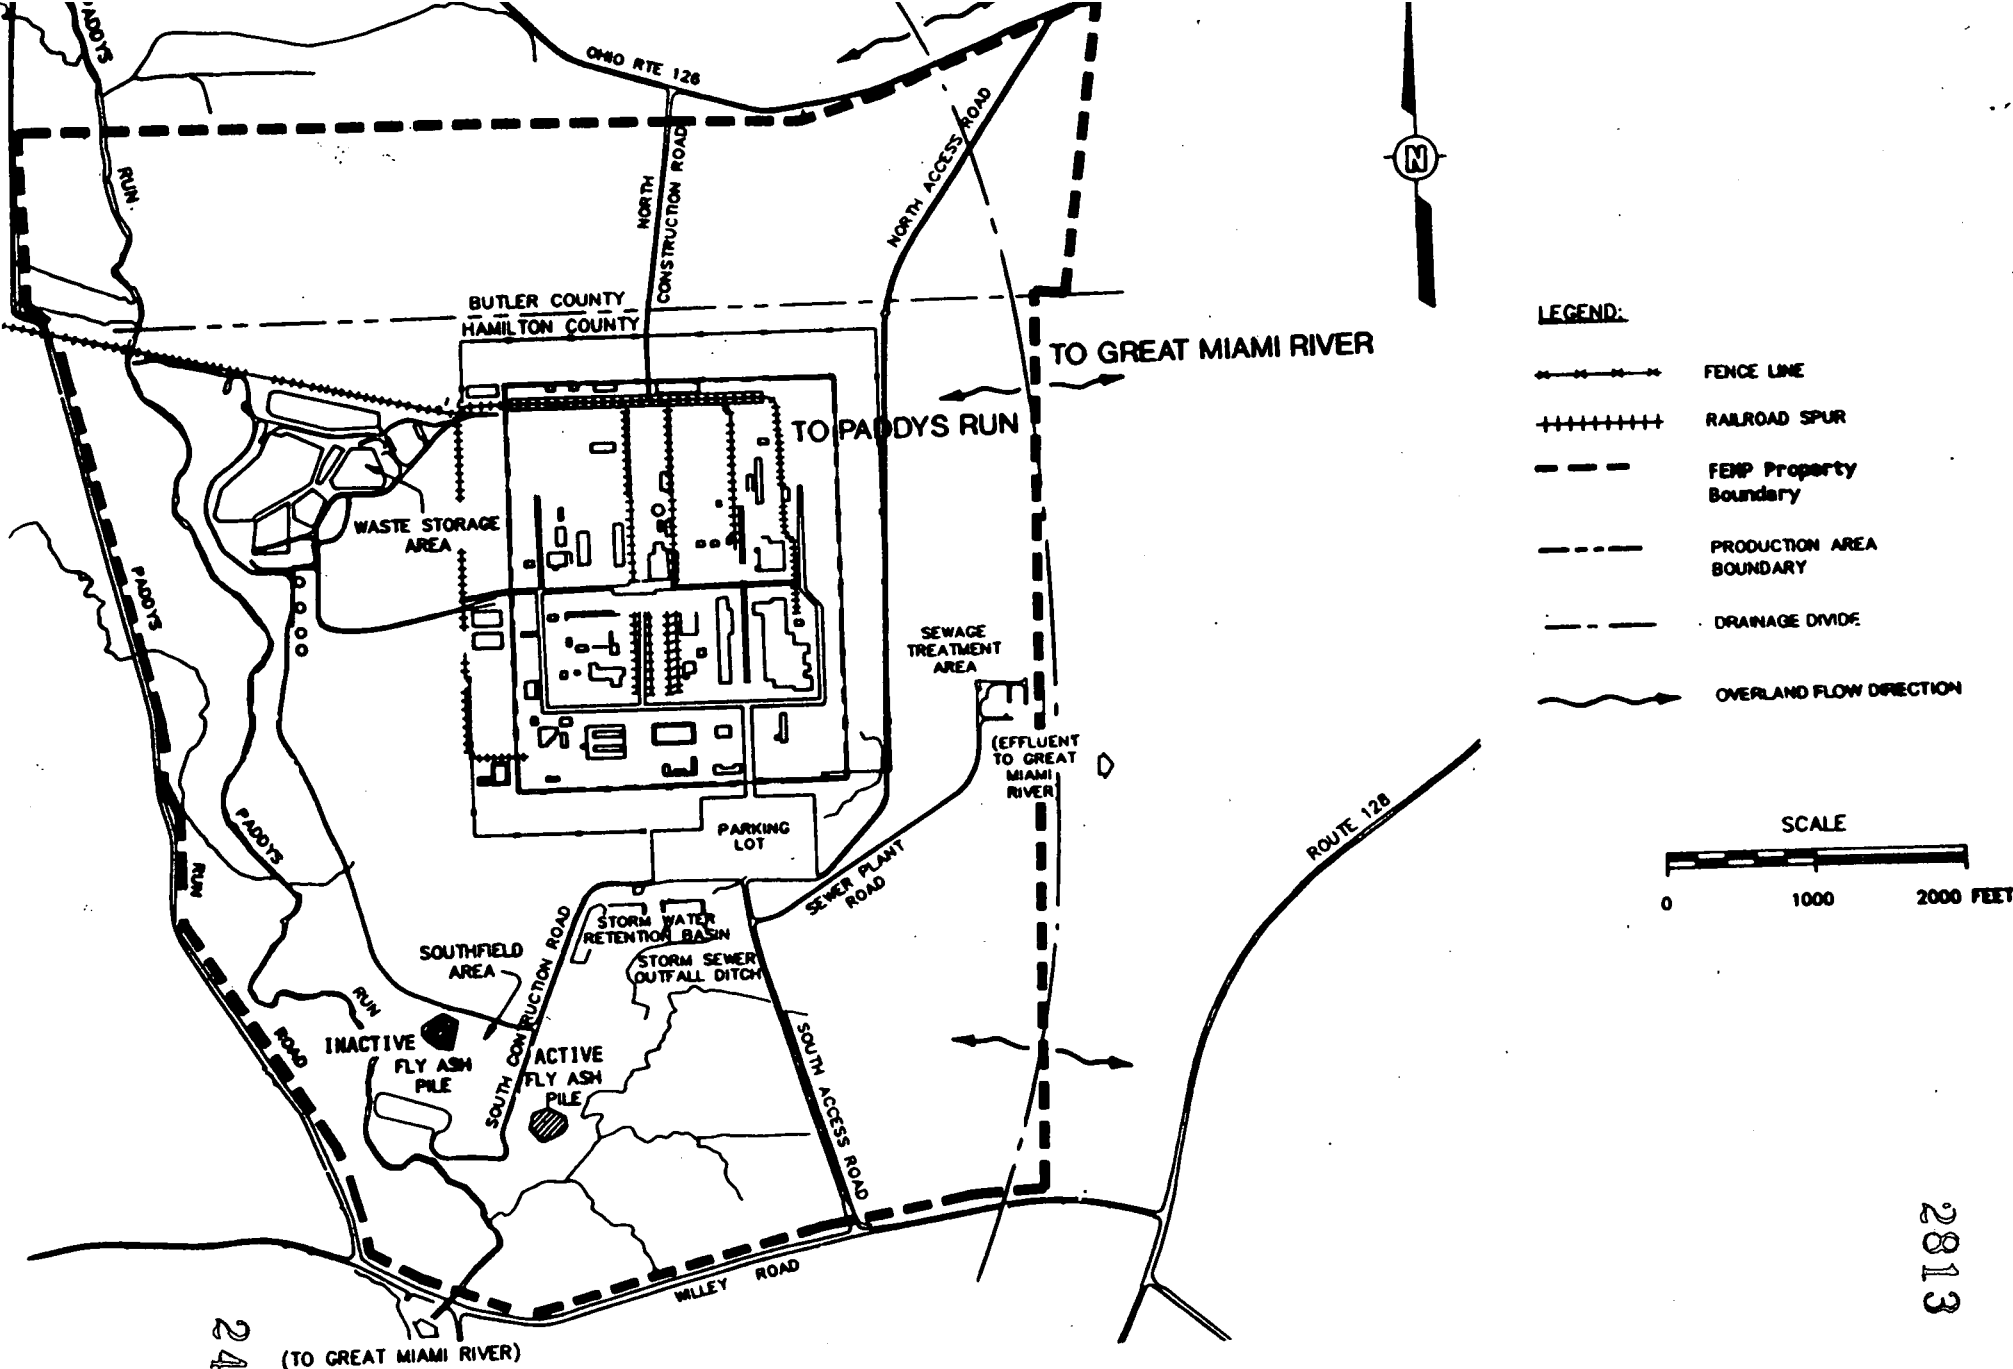 PADDYS
OHIO RTE 126
RUN
NORTH
CONSTRUCTION ROAD
NORTH ACCESS ROAD
N
BUTLER COUNTY
HAMILTON COUNTY
TO GREAT MIAMI RIVER
TO PADDYS RUN
LEGEND:
FENCE LINE
RAILROAD SPUR
FEMP Property
Boundary
PRODUCTION AREA
BOUNDARY
DRAINAGE DIVIDE
OVERLAND FLOW DIRECTION
WASTE STORAGE
AREA
PADDYS
SEWAGE
TREATMENT
AREA
(EFFLUENT
TO GREAT
MIAMI
RIVER)
ROUTE 128
SCALE
0 1000 2000 FEET
PADDYS
RUN
PARKING
LOT
SEWER PLANT
ROAD
STORM WATER
RETENTION BASIN
STORM SEWER
OUTFALL DITCH
SOUTHFIELD
AREA
SOUTH CONSTRUCTION ROAD
RUN
ROAD
INACTIVE
FLY ASH
PILE
ACTIVE
FLY ASH
PILE
SOUTH ACCESS ROAD
WILLEY ROAD
(TO GREAT MIAMI RIVER)
24
2813